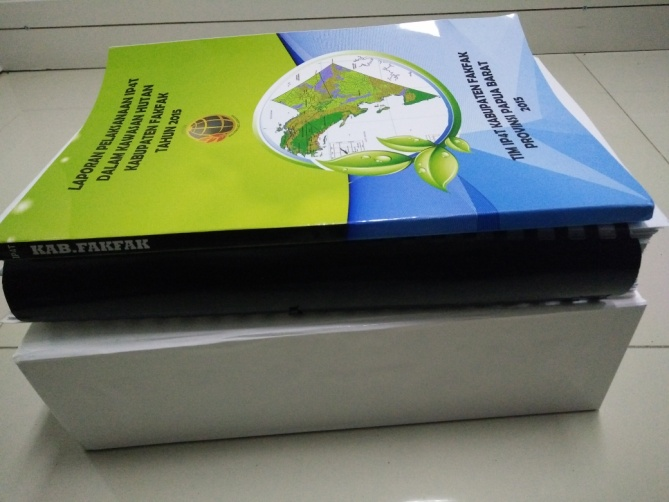 LAPORAN PELAKSANAAN IP4T
DALAM KAWASAN HUTAN
KABUPATEN FAKFAK
TAHUN 2015
TIM IP4T KABUPATEN FAKFAK
PROVINSI PAPUA BARAT
2015
IP4T
KAB.FAKFAK